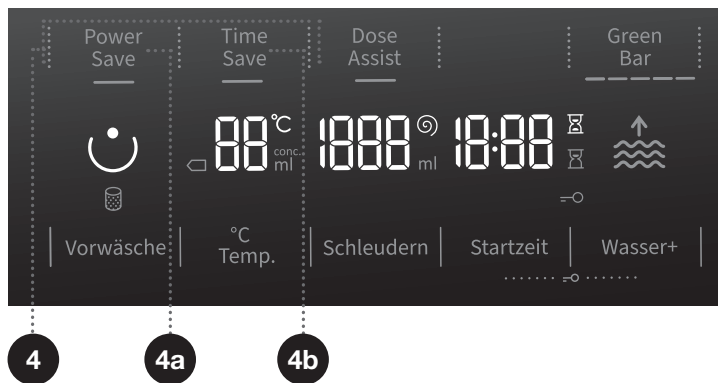 Power
Save
Time
Save
Dose
Assist
Green
Bar
88 °C
conc.
ml
1888
ml
18:88
Vorwäsche
°C
Temp.
Schleudern
Startzeit
Wasser+
4
4a
4b